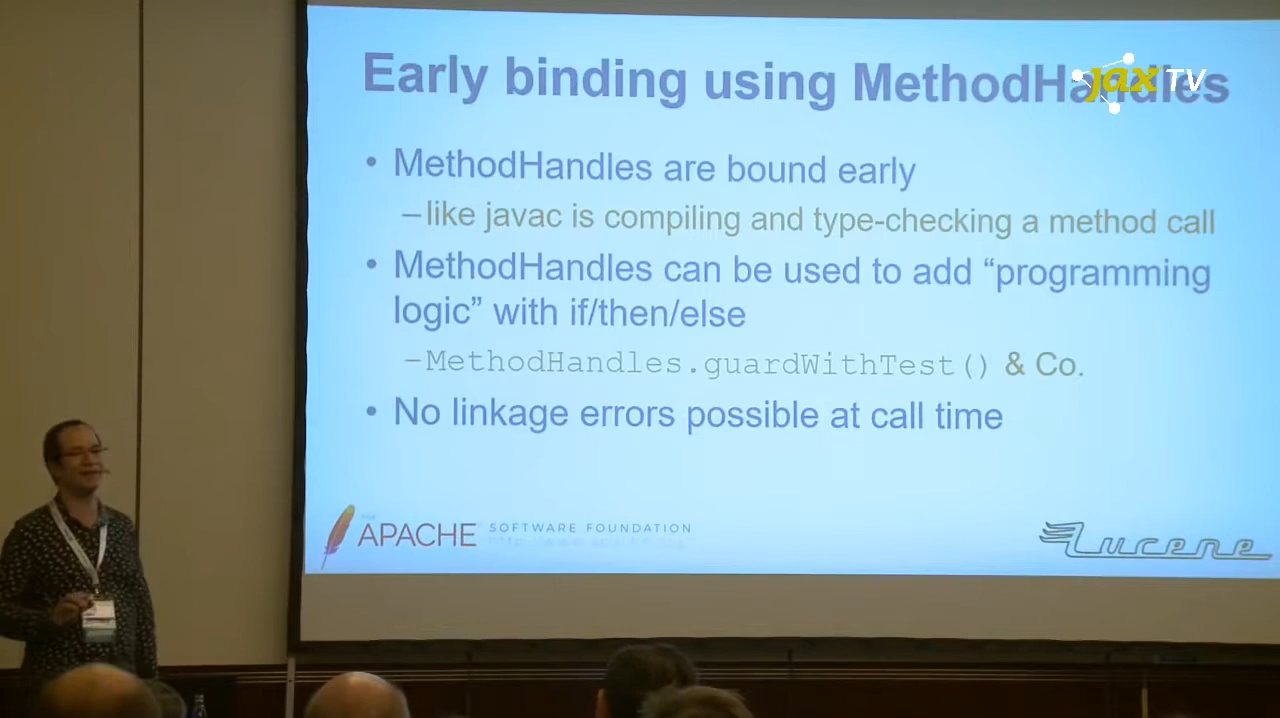 Early binding using MethodHandles
jax TV
• MethodHandles are bound early
–like javac is compiling and type-checking a method call
• MethodHandles can be used to add “programming
logic” with if/then/else
–MethodHandles.guardWithTest() & Co.
• No linkage errors possible at call time
THE
APACHE SOFTWARE FOUNDATION
Lucene